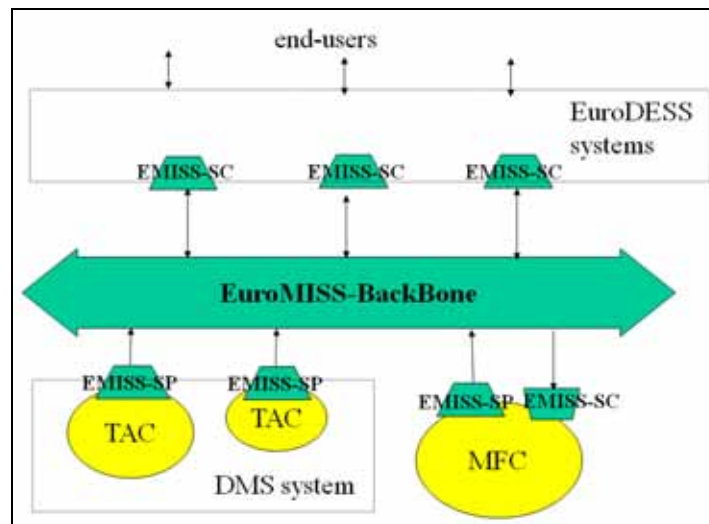 end-users
EuroDESS
systems
EMISS-SC
EMISS-SC
EMISS-SC
EuroMISS-BackBone
EMISS-SP
EMISS-SP
EMISS-SP
EMISS-SC
TAC
TAC
MFC
DMS system